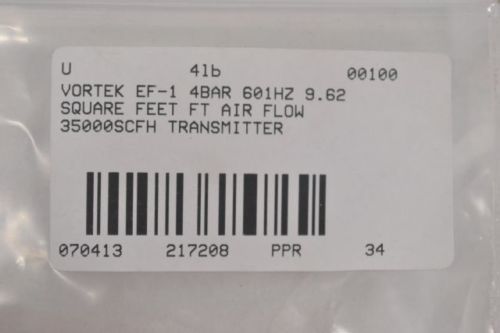 U 4lb 00100
VORTEK EF-1 4BAR 601HZ 9.62
SQUARE FEET FT AIR FLOW
35000SCFH TRANSMITTER
070413 217208 PPR 34